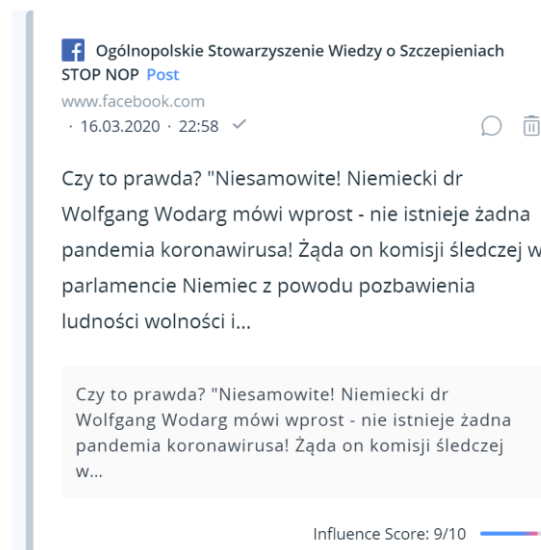 Ogólnopolskie Stowarzyszenie Wiedzy o Szczepieniach
STOP NOP Post
www.facebook.com
· 16.03.2020 · 22:58
Czy to prawda? "Niesamowite! Niemiecki dr
Wolfgang Wodarg mówi wprost - nie istnieje żadna
pandemia koronawirusa! Żąda on komisji śledczej w
parlamencie Niemiec z powodu pozbawienia
ludności wolności i...
Czy to prawda? "Niesamowite! Niemiecki dr
Wolfgang Wodarg mówi wprost - nie istnieje żadna
pandemia koronawirusa! Żąda on komisji śledczej
w...
Influence Score: 9/10